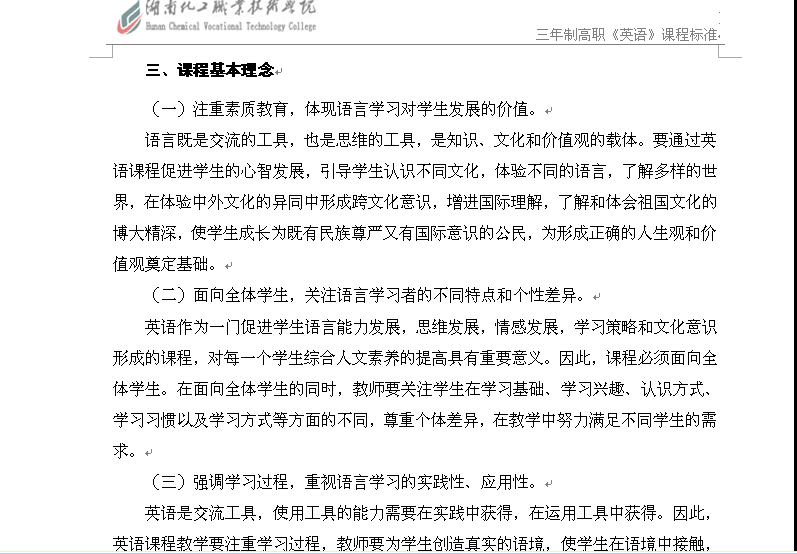 湖南化工职业技术学院
Hunan Chemical Vocational Technology College
三年制高职《英语》课程标准
三、课程基本理念
（一）注重素质教育，体现语言学习对学生发展的价值。
语言既是交流的工具，也是思维的工具，是知识、文化和价值观的载体。要通过英
语课程促进学生的心智发展，引导学生认识不同文化，体验不同的语言，了解多样的世
界，在体验中外文化的异同中形成跨文化意识，增进国际理解，了解和体会祖国文化的
博大精深，使学生成长为既有民族尊严又有国际意识的公民，为形成正确的人生观和价
值观奠定基础。
（二）面向全体学生，关注语言学习者的不同特点和个性差异。
英语作为一门促进学生语言能力发展，思维发展，情感发展，学习策略和文化意识
形成的课程，对每一个学生综合人文素养的提高具有重要意义。因此，课程必须面向全
体学生。在面向全体学生的同时，教师要关注学生在学习基础、学习兴趣、认识方式、
学习习惯以及学习方式等方面的不同，尊重个体差异，在教学中努力满足不同学生的需
求。
（三）强调学习过程，重视语言学习的实践性、应用性。
英语是交流工具，使用工具的能力需要在实践中获得，在运用工具中获得。因此，
英语课程教学要注重学习过程，教师要为学生创造真实的语境，使学生在语境中接触，